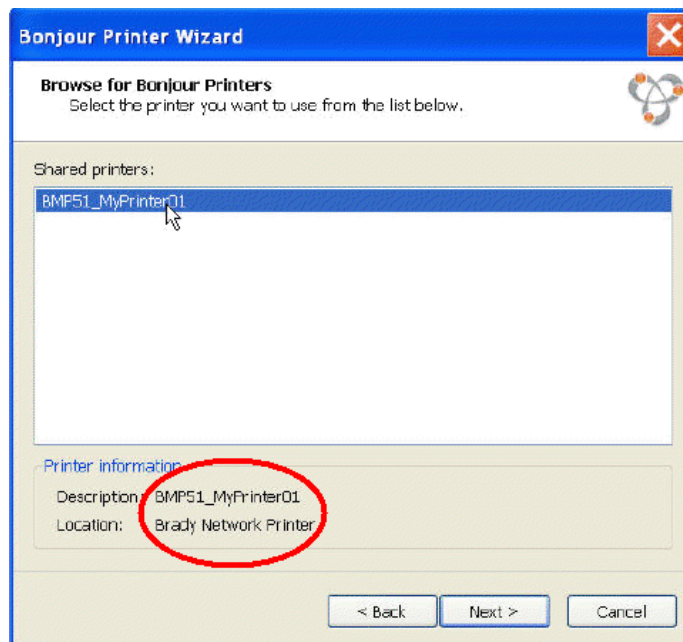 Bonjour Printer Wizard
Browse for Bonjour Printers
Select the printer you want to use from the list below.
Shared printers:
BMP51_MyPrinter01
Printer information
Description: BMP51_MyPrinter01
Location: Brady Network Printer
< Back Next > Cancel